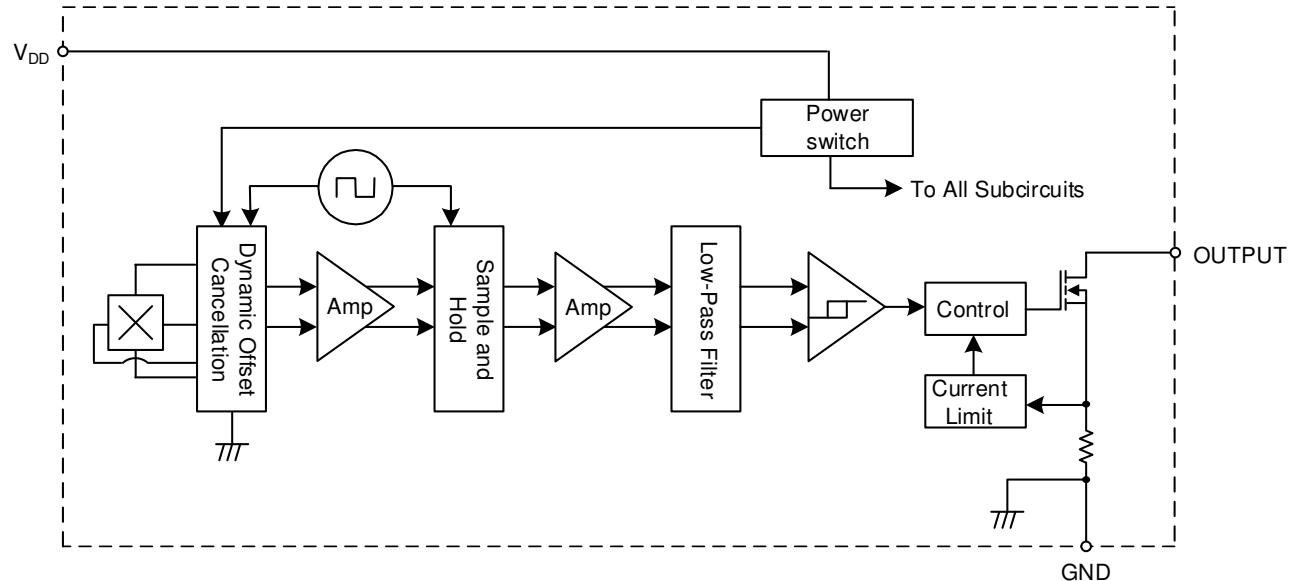 V_DD
Power
switch
To All Subcircuits
Dynamic Offset
Cancellation
Amp
Sample and
Hold
Amp
Low-Pass Filter
Control
Current
Limit
OUTPUT
GND